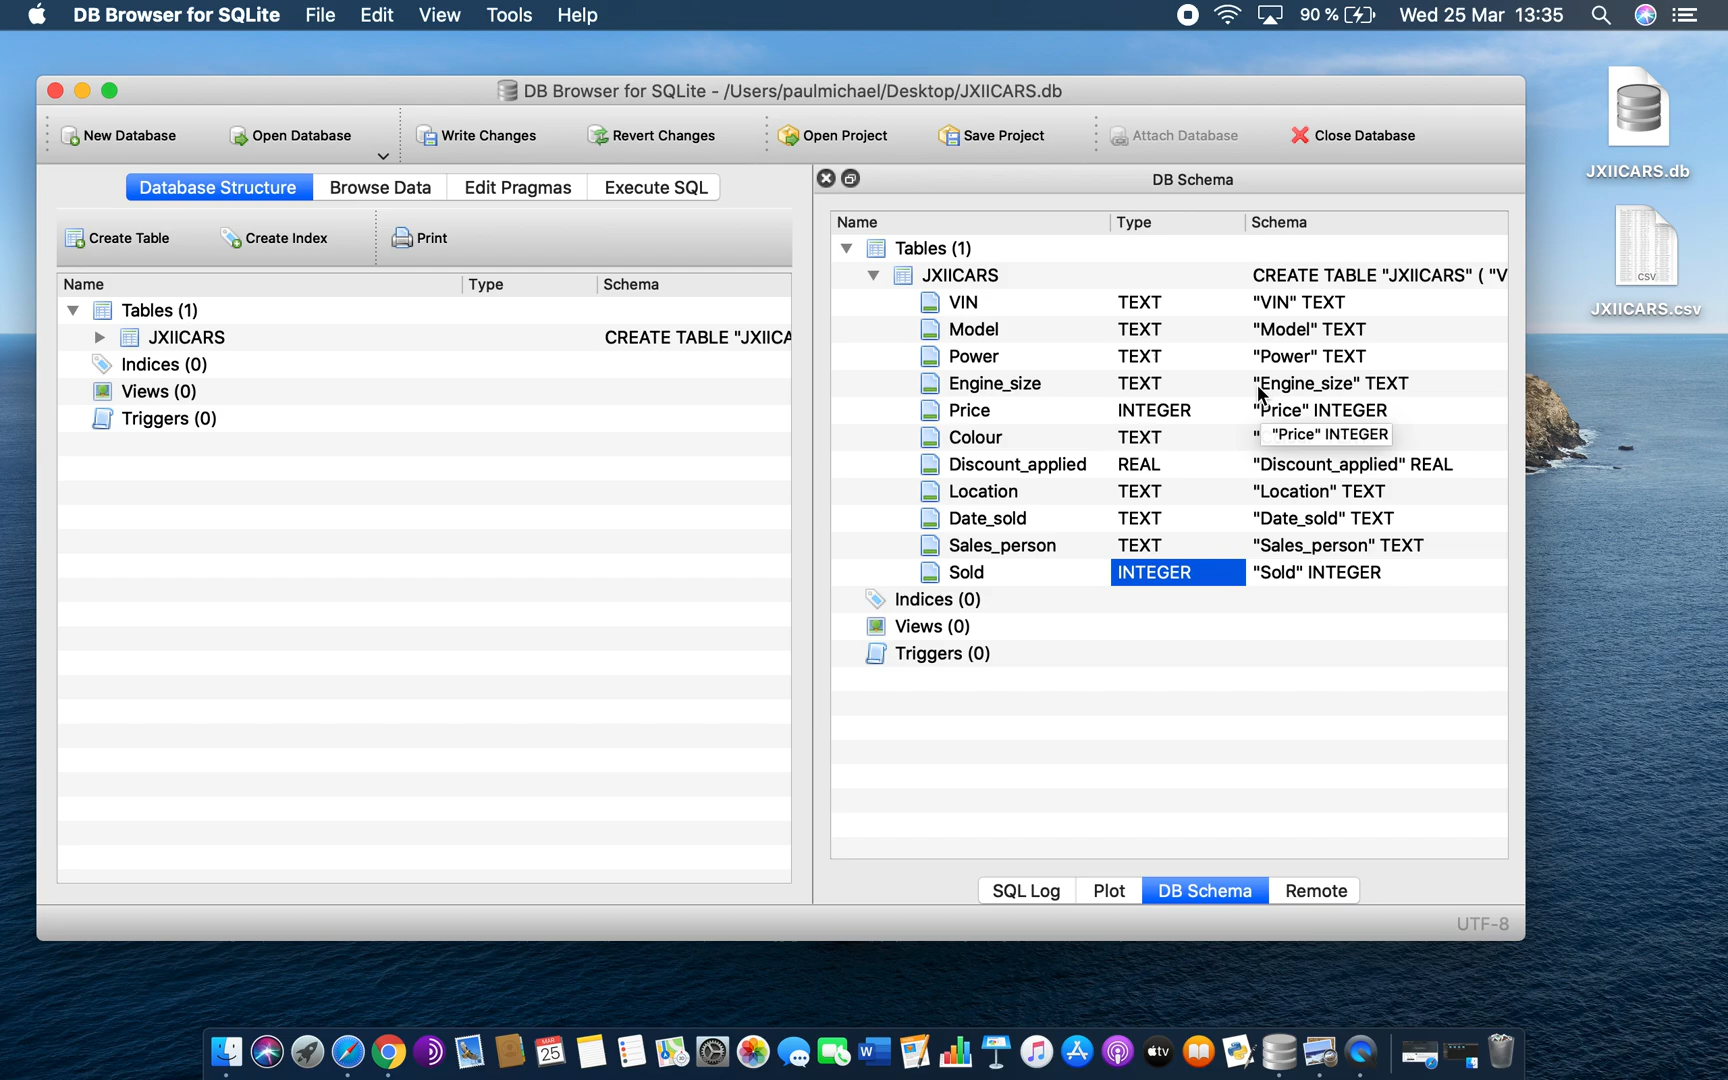 DB Browser for SQLite File Edit View Tools Help 90 % Wed 25 Mar 13:35
DB Browser for SQLite - /Users/paulmichael/Desktop/JXIICARS.db
New Database Open Database Write Changes Revert Changes Open Project Save Project Attach Database Close Database
Database Structure Browse Data Edit Pragmas Execute SQL
Create Table Create Index Print
Name Type Schema
Tables (1)
JXIICARS CREATE TABLE "JXIICA
Indices (0)
Views (0)
Triggers (0)
DB Schema
Name Type Schema
Tables (1)
JXIICARS CREATE TABLE "JXIICARS" ( "V
VIN TEXT "VIN" TEXT
Model TEXT "Model" TEXT
Power TEXT "Power" TEXT
Engine_size TEXT "Engine_size" TEXT
Price INTEGER "Price" INTEGER
Colour TEXT
"Price" INTEGER
Discount_applied REAL "Discount_applied" REAL
Location TEXT "Location" TEXT
Date_sold TEXT "Date_sold" TEXT
Sales_person TEXT "Sales_person" TEXT
Sold INTEGER "Sold" INTEGER
Indices (0)
Views (0)
Triggers (0)
SQL Log Plot DB Schema Remote
UTF-8
JXIICARS.db
CSV
JXIICARS.csv
MAR
25
W
tv